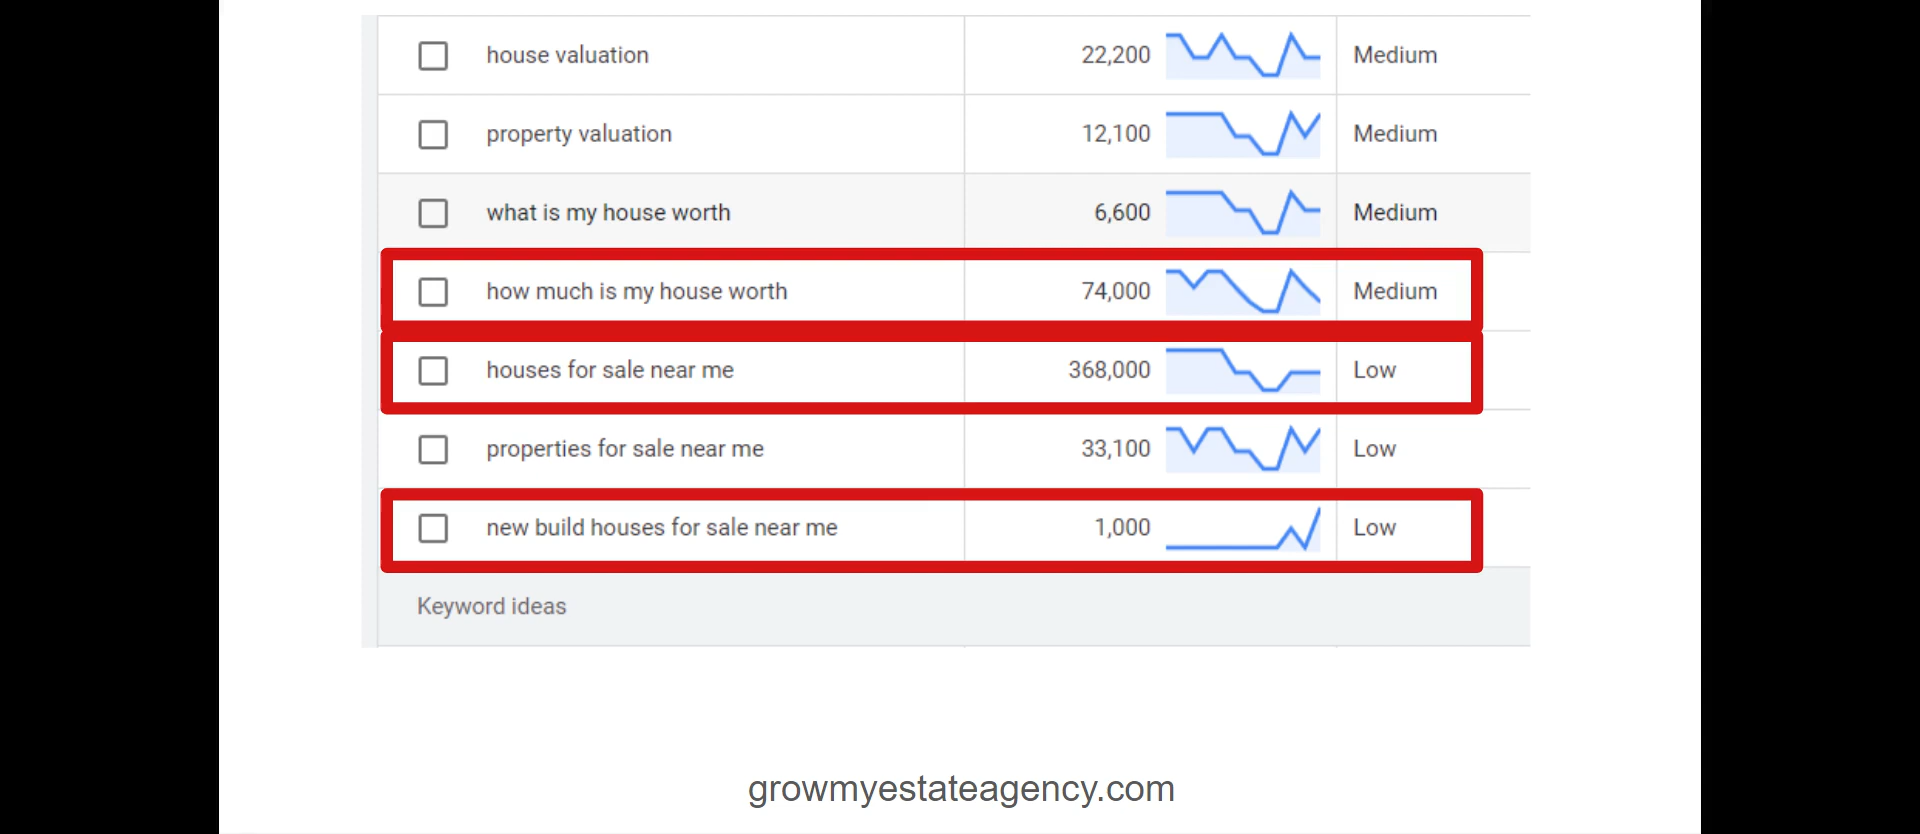 house valuation 22,200 Medium
property valuation 12,100 Medium
what is my house worth 6,600 Medium
how much is my house worth 74,000 Medium
houses for sale near me 368,000 Low
properties for sale near me 33,100 Low
new build houses for sale near me 1,000 Low
Keyword ideas
growmyestateagency.com